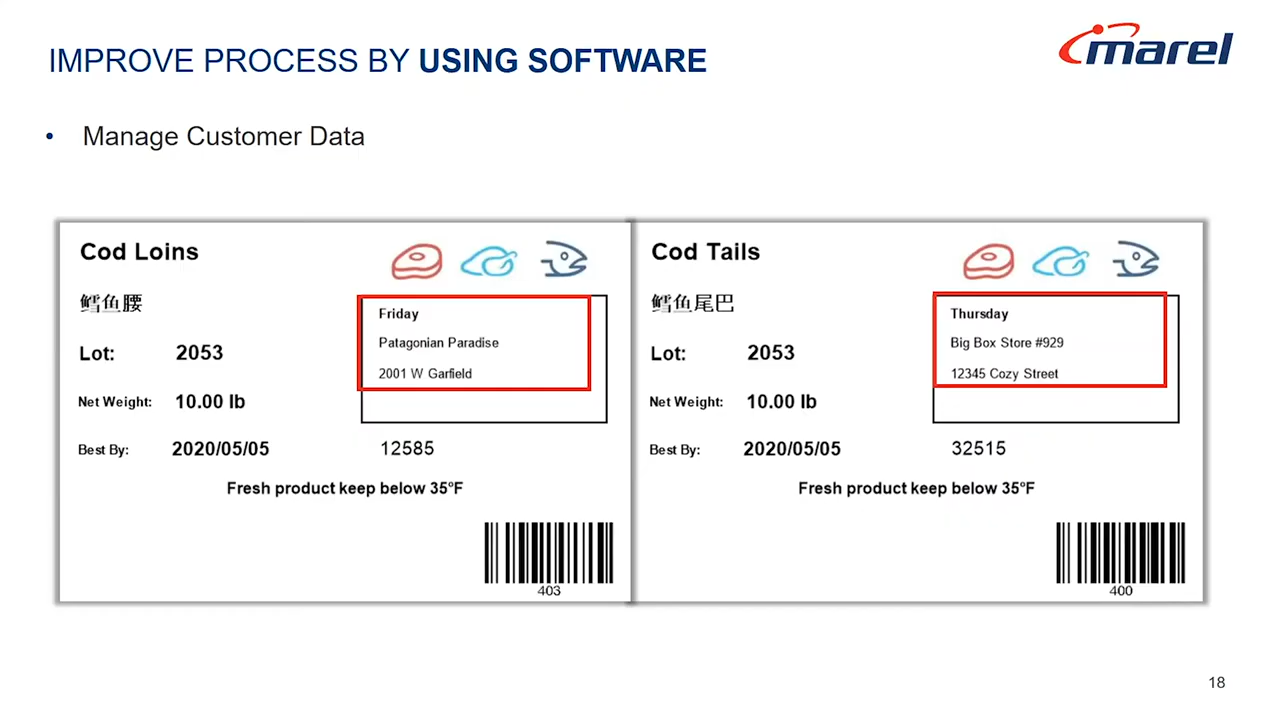 IMPROVE PROCESS BY USING SOFTWARE
marel
• Manage Customer Data
Cod Loins
鳕鱼腰
Friday
Patagonian Paradise
2001 W Garfield
Lot: 2053
Net Weight: 10.00 lb
Best By: 2020/05/05
12585
Fresh product keep below 35ºF
403
Cod Tails
鳕鱼尾巴
Thursday
Big Box Store #929
12345 Cozy Street
Lot: 2053
Net Weight: 10.00 lb
Best By: 2020/05/05
32515
Fresh product keep below 35ºF
400
18